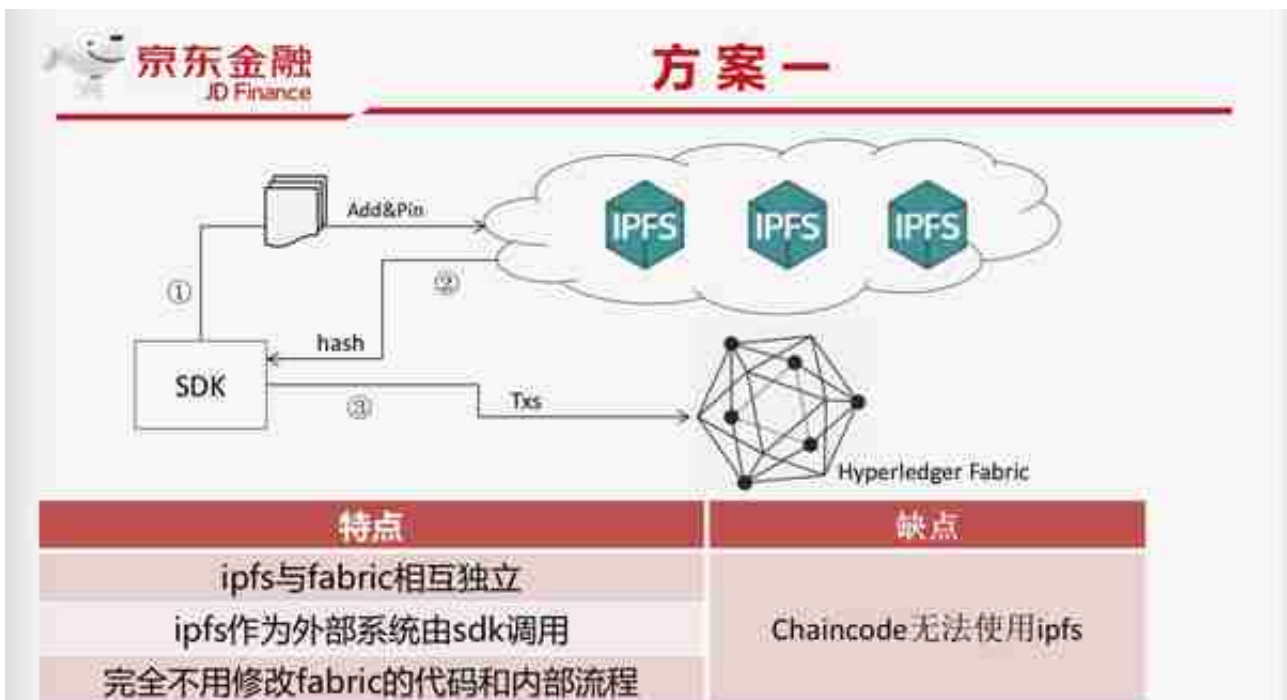 京东金融
JD Finance
方案一
Add&Pin
IPFS
IPFS
IPFS
①
②
hash
SDK
③
Txs
Hyperledger Fabric
特点
缺点
ipfs与fabric相互独立
ipfs作为外部系统由sdk调用
Chaincode无法使用ipfs
完全不用修改fabric的代码和内部流程